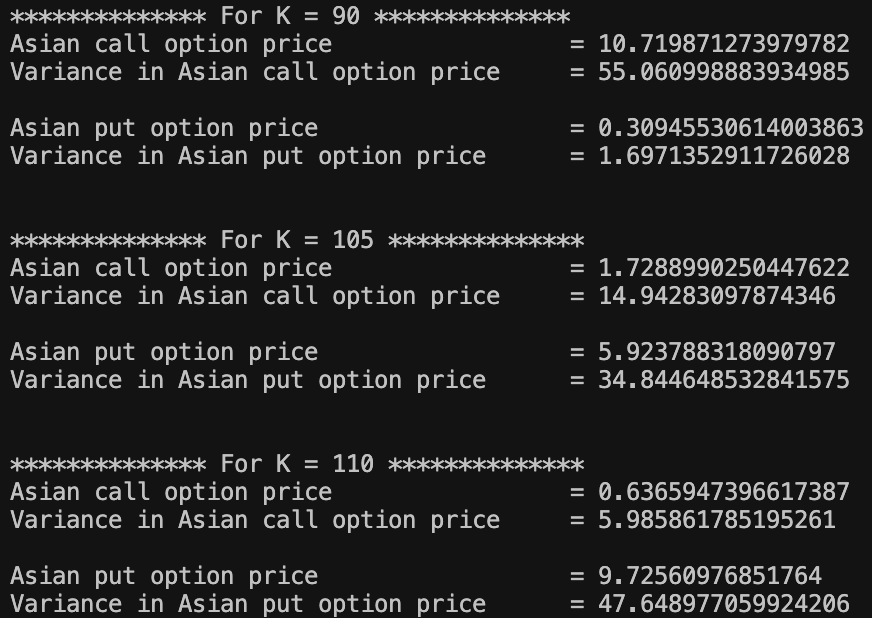 ************** For K = 90 **************
Asian call option price                 = 10.719871273979782
Variance in Asian call option price     = 55.060998883934985
Asian put option price                  = 0.30945530614003863
Variance in Asian put option price      = 1.6971352911726028
************** For K = 105 **************
Asian call option price                 = 1.7288990250447622
Variance in Asian call option price     = 14.94283097874346
Asian put option price                  = 5.923788318090797
Variance in Asian put option price      = 34.844648532841575
************** For K = 110 **************
Asian call option price                 = 0.6365947396617387
Variance in Asian call option price     = 5.985861785195261
Asian put option price                  = 9.72560976851764
Variance in Asian put option price      = 47.648977059924206